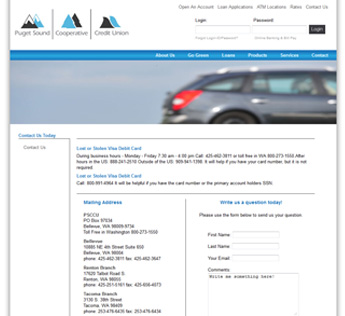 Open An Account Loan Applications ATM Locations Rates Contact Us
Login: Password:
Login
Forgot Login ID/Password? Online Banking & Bill Pay
Puget Sound Cooperative Credit Union
About Us Go Green Loans Products Services Contact
Contact Us Today
Contact Us
Lost or Stolen Visa Debit Card
During business hours - Monday - Friday 7:30 am - 4:00 pm Call: 425-462-3811 or toll free in WA 800-273-1550 After
hours in the US: 888-241-2510 Outside of the US: 909-941-1398. It will help if you have your card number, but it is not
required.
Lost or Stolen Visa Debit Card
Call: 800-991-4964 It will be helpful if you have the card number or the primary account holders SSN.
Mailing Address
PSCCU
PO Box 97034
Bellevue, WA 98009-9734
Toll Free in Washington 800-273-1550
Bellevue
10885 NE 4th Street Suite 650
Bellevue, WA 98004
phone: 425-462-3811 fax: 425-462-3647
Renton Branch
17020 Talbot Road S.
Renton, WA 98055
phone: 425-251-5161 fax: 425-656-4073
Tacoma Branch
3130 S. 38th Street
Tacoma, WA 98409
phone: 253-476-6435 fax: 253-476-6434
Write us a question today!
Please use the form below to send us your question.
First Name
Last Name
Your Email
Comments:
Write me something here!